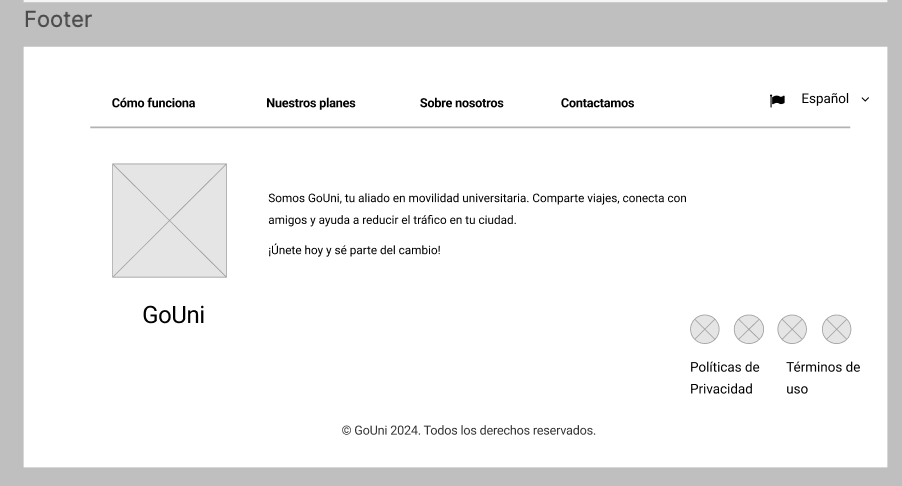 Footer
Cómo funciona
Nuestros planes
Sobre nosotros
Contactamos
Español
Somos GoUni, tu aliado en movilidad universitaria. Comparte viajes, conecta con
amigos y ayuda a reducir el tráfico en tu ciudad.
¡Únete hoy y sé parte del cambio!
GoUni
Políticas de
Privacidad
Términos de
uso
© GoUni 2024. Todos los derechos reservados.